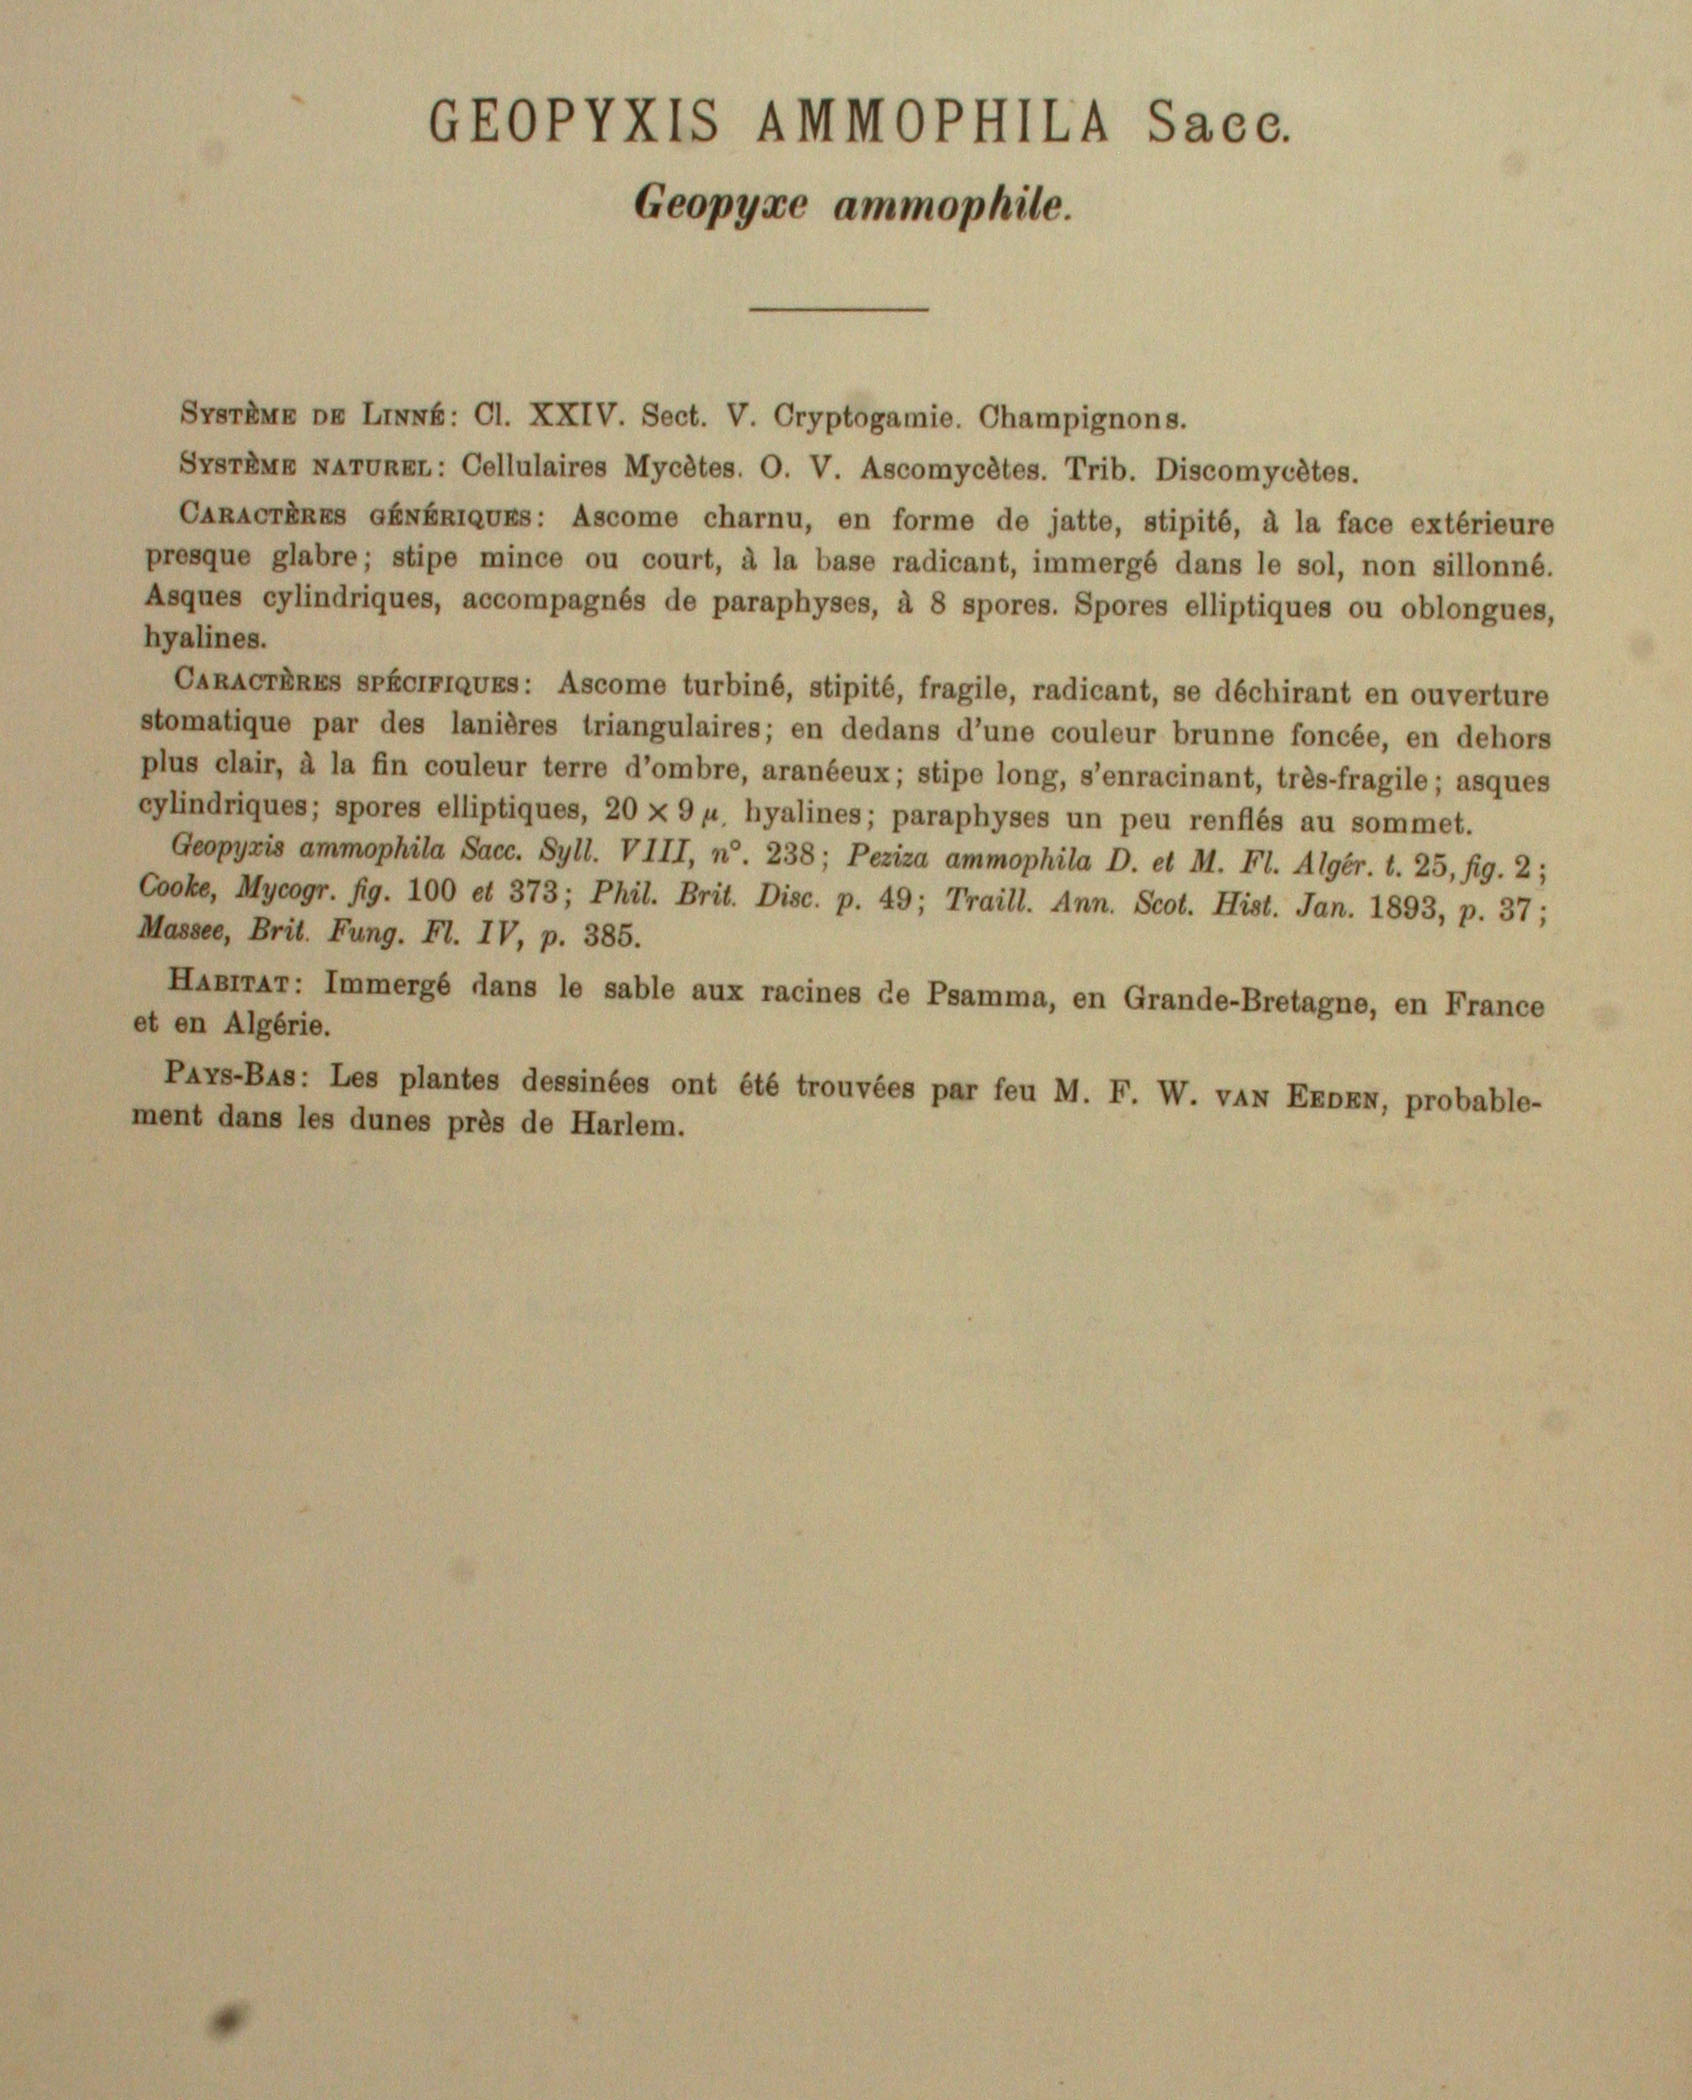 GEOPYXIS AMMOPHILA Sacc.
Geopyxe ammophile.
Système de Linné: Cl. XXIV. Sect. V. Cryptogamie. Champignons.
Système naturel: Cellulaires Mycètes. O. V. Ascomycètes. Trib. Discomycètes.
Caractères génériques: Ascome charnu, en forme de jatte, stipité, à la face extérieure
presque glabre; stipe mince ou court, à la base radicant, immergé dans le sol, non sillonné.
Asques cylindriques, accompagnés de paraphyses, à 8 spores. Spores elliptiques ou oblongues,
hyalines.
Caractères spécifiques: Ascome turbiné, stipité, fragile, radicant, se déchirant en ouverture
stomatique par des lanières triangulaires; en dedans d'une couleur brunne foncée, en dehors
plus clair, à la fin couleur terre d'ombre, aranéeux; stipe long, s'enracinant, très-fragile; asques
cylindriques; spores elliptiques, 20 × 9 μ, hyalines; paraphyses un peu renflés au sommet.
Geopyxis ammophila Sacc. Syll. VIII, n°. 238; Peziza ammophila D. et M. Fl. Algér. t. 25, fig. 2;
Cooke, Mycogr. fig. 100 et 373; Phil. Brit. Disc. p. 49; Traill. Ann. Scot. Hist. Jan. 1893, p. 37;
Massee, Brit. Fung. Fl. IV, p. 385.
Habitat: Immergé dans le sable aux racines de Psamma, en Grande-Bretagne, en France
et en Algérie.
Pays-Bas: Les plantes dessinées ont été trouvées par feu M. F. W. van Eeden, probable-
ment dans les dunes près de Harlem.